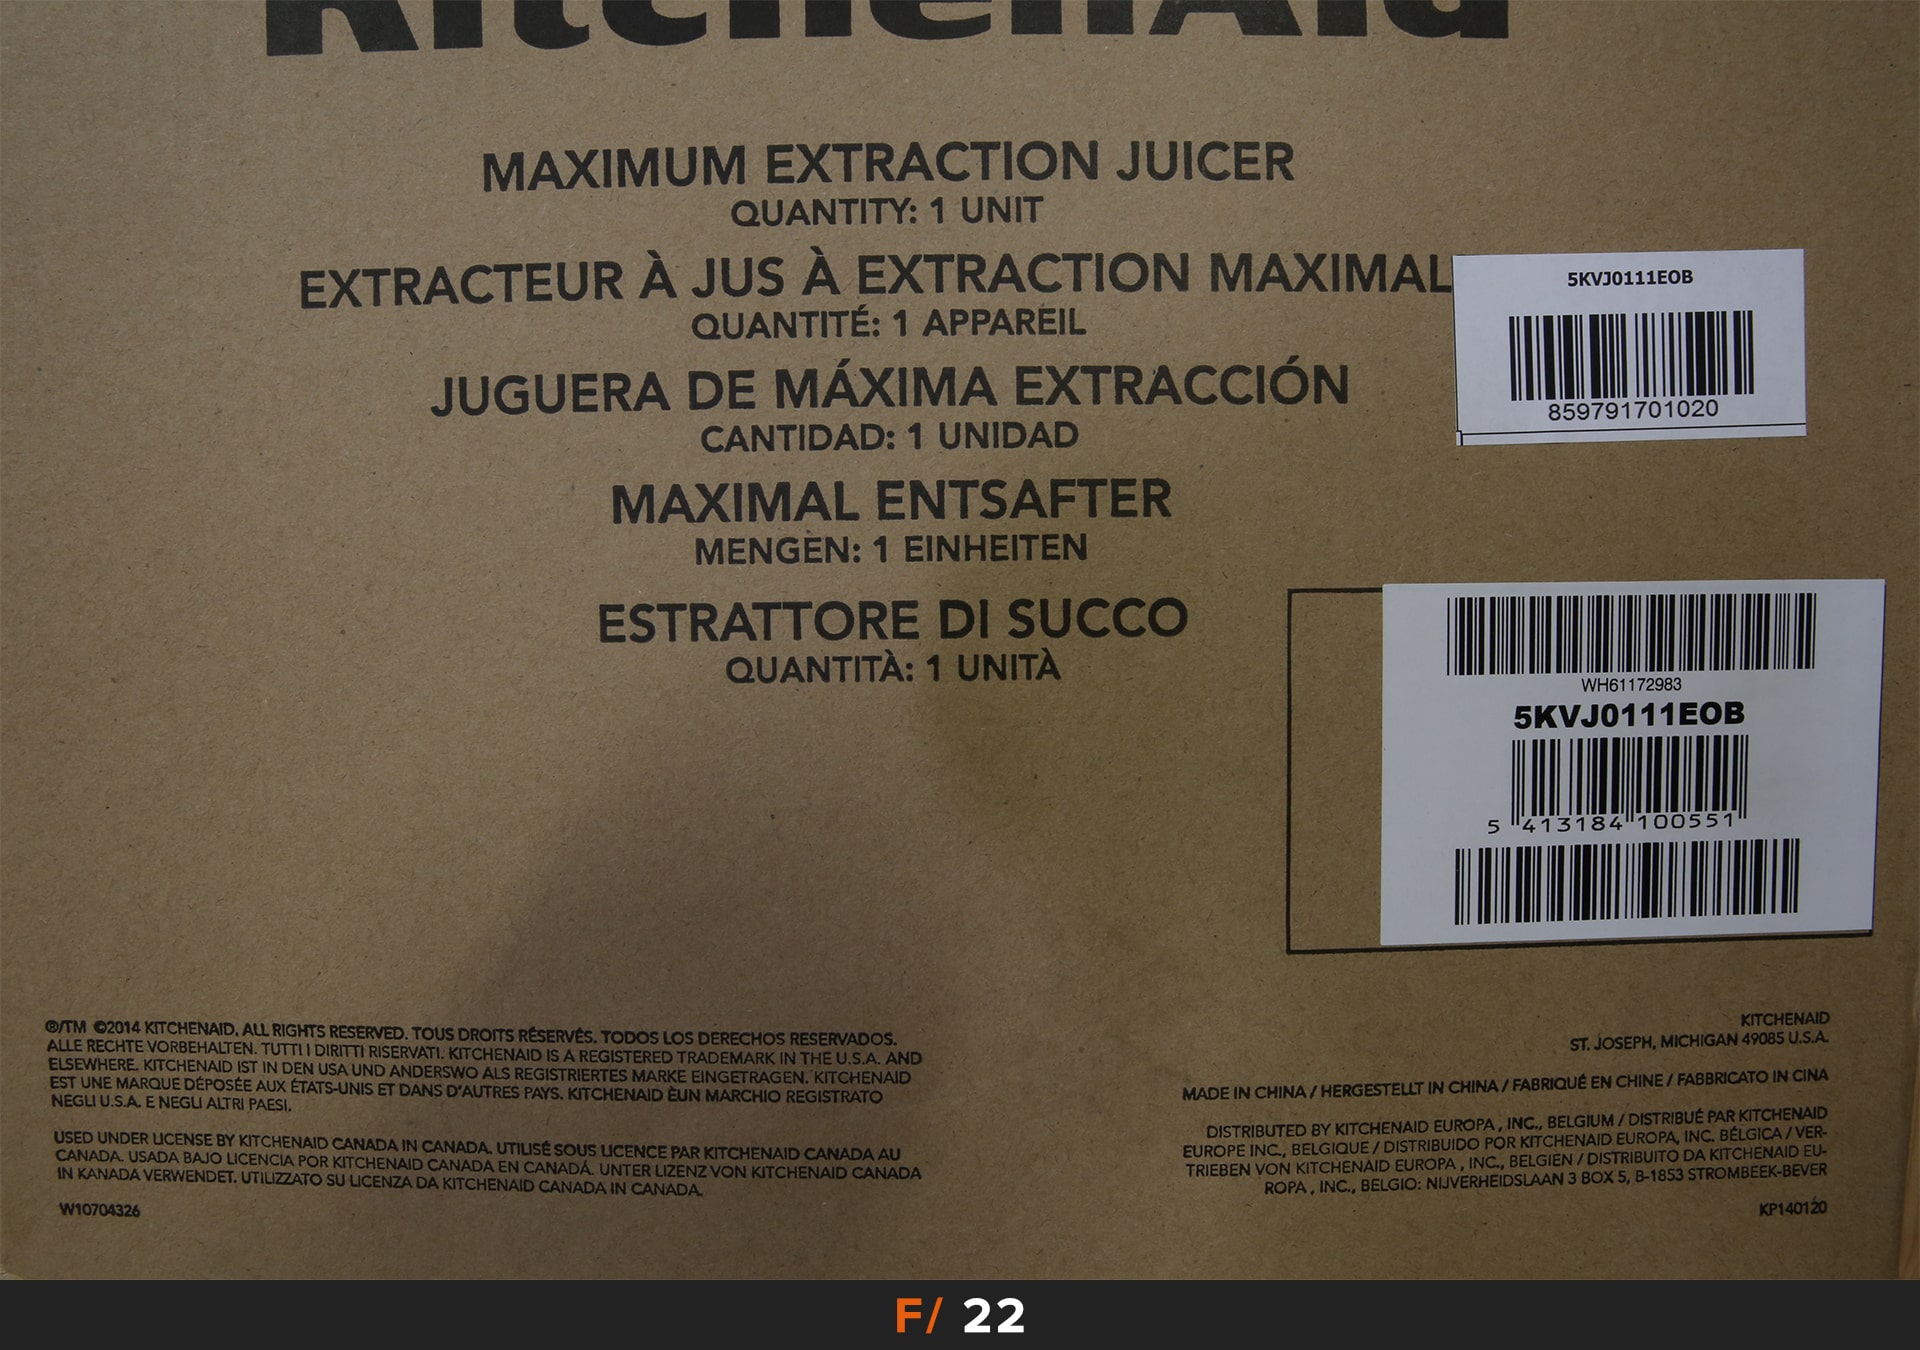 KitchenAid
MAXIMUM EXTRACTION JUICER
QUANTITY: 1 UNIT
EXTRACTEUR À JUS À EXTRACTION MAXIMAL
QUANTITÉ: 1 APPAREIL
JUGUERA DE MÁXIMA EXTRACCIÓN
CANTIDAD: 1 UNIDAD
MAXIMAL ENTSAFTER
MENGEN: 1 EINHEITEN
ESTRATTORE DI SUCCO
QUANTITÀ: 1 UNITÀ
5KVJ0111EOB
859791701020
WH61172983
5KVJ0111EOB
5 413184 100551
®/TM ©2014 KITCHENAID. ALL RIGHTS RESERVED. TOUS DROITS RÉSERVÉS. TODOS LOS DERECHOS RESERVADOS.
ALLE RECHTE VORBEHALTEN. TUTTI I DIRITTI RISERVATI. KITCHENAID IS A REGISTERED TRADEMARK IN THE U.S.A. AND
ELSEWHERE. KITCHENAID IST IN DEN USA UND ANDERSWO ALS REGISTRIERTES MARKE EINGETRAGEN. KITCHENAID
EST UNE MARQUE DÉPOSÉE AUX ÉTATS-UNIS ET DANS D'AUTRES PAYS. KITCHENAID ÈUN MARCHIO REGISTRATO
NEGLI U.S.A. E NEGLI ALTRI PAESI.
USED UNDER LICENSE BY KITCHENAID CANADA IN CANADA. UTILISÉ SOUS LICENCE PAR KITCHENAID CANADA AU
CANADA. USADA BAJO LICENCIA POR KITCHENAID CANADA EN CANADÁ. UNTER LIZENZ VON KITCHENAID CANADA
IN KANADA VERWENDET. UTILIZZATO SU LICENZA DA KITCHENAID CANADA IN CANADA.
W10704326
KITCHENAID
ST. JOSEPH, MICHIGAN 49085 U.S.A.
MADE IN CHINA / HERGESTELLT IN CHINA / FABRIQUÉ EN CHINE / FABBRICATO IN CINA
DISTRIBUTED BY KITCHENAID EUROPA , INC., BELGIUM / DISTRIBUÉ PAR KITCHENAID
EUROPE INC., BELGIQUE / DISTRIBUIDO POR KITCHENAID EUROPA, INC. BÉLGICA / VER-
TRIEBEN VON KITCHENAID EUROPA , INC., BELGIEN / DISTRIBUITO DA KITCHENAID EU-
ROPA , INC., BELGIO: NIJVERHEIDSLAAN 3 BOX 5, B-1853 STROMBEEK-BEVER
KP140120
F/ 22